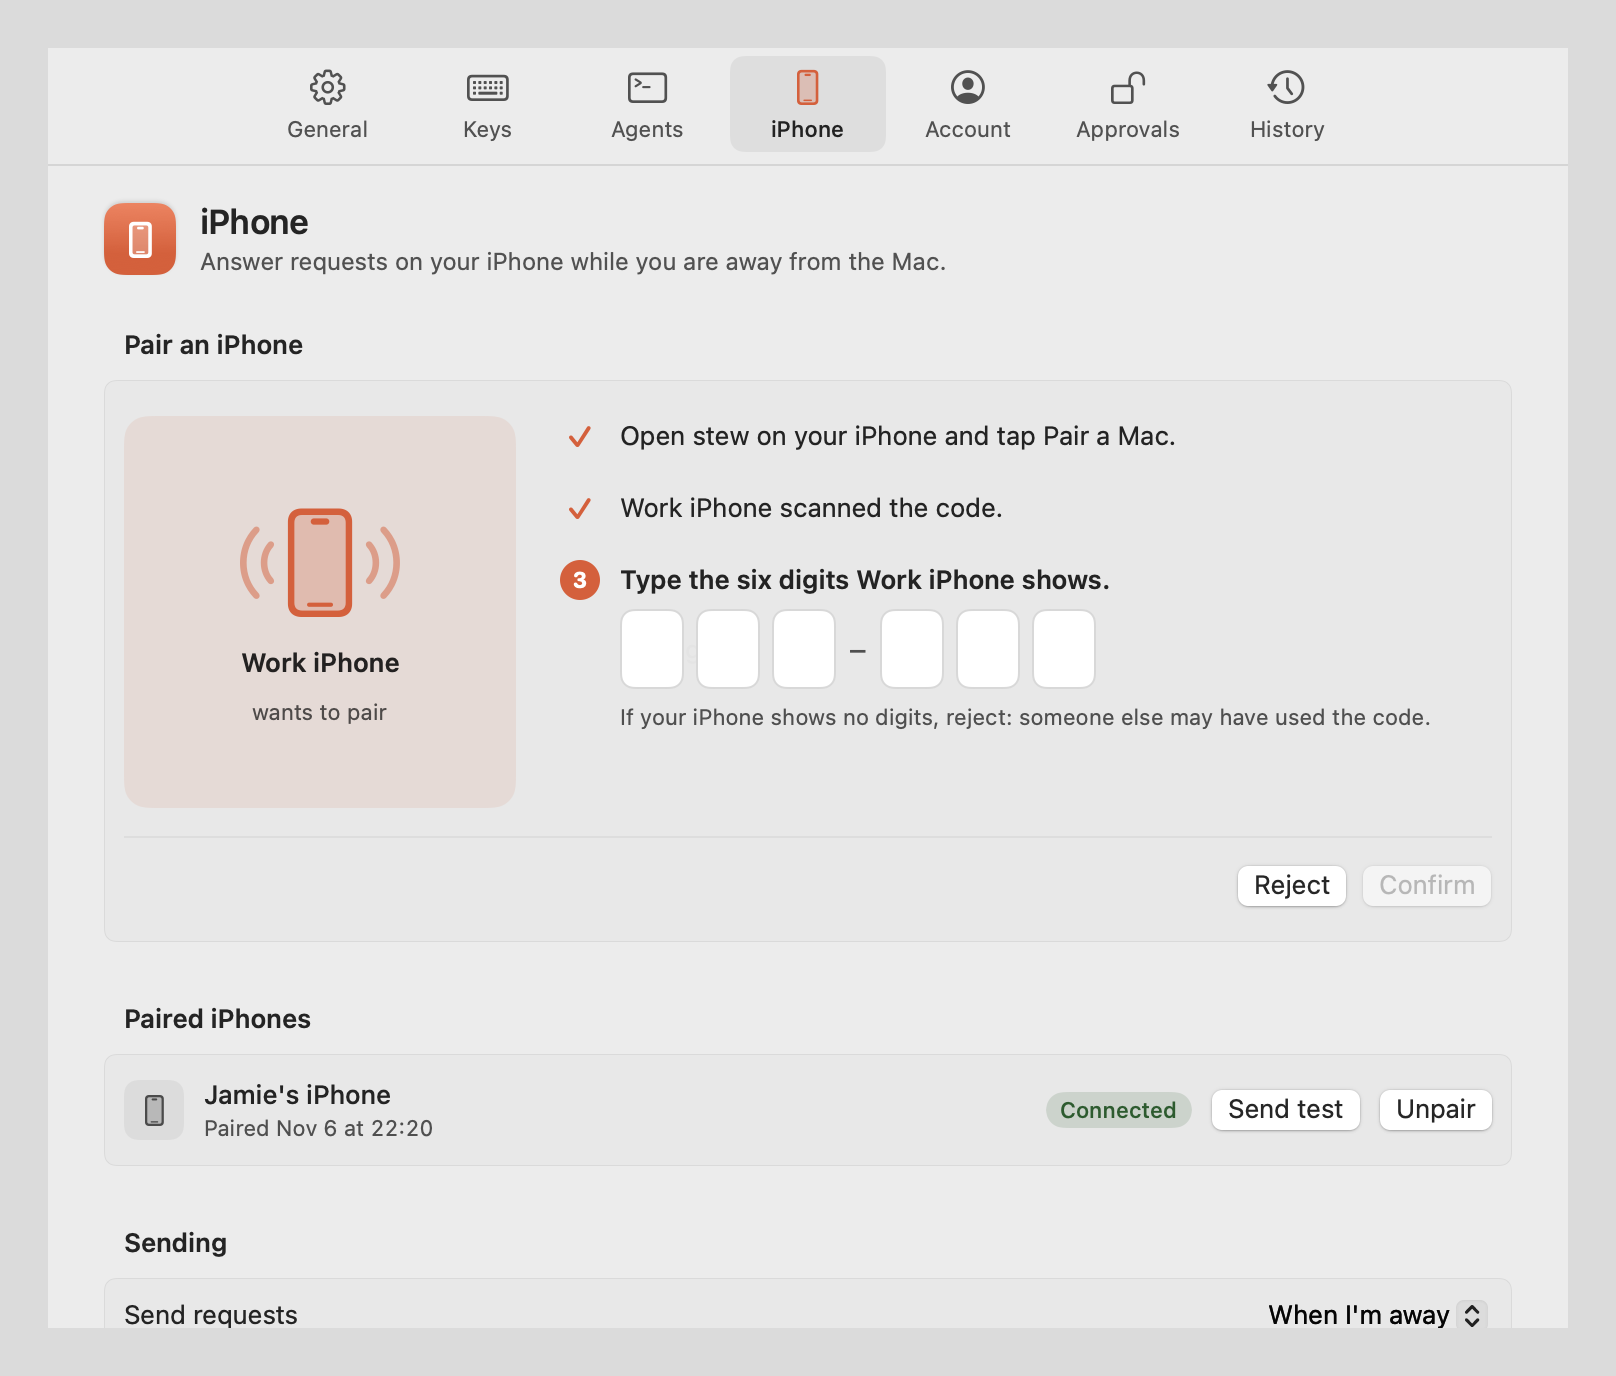 General
Keys
Agents
iPhone
Account
Approvals
History
iPhone
Answer requests on your iPhone while you are away from the Mac.
Pair an iPhone
Open stew on your iPhone and tap Pair a Mac.
Work iPhone scanned the code.
3 Type the six digits Work iPhone shows.
–
If your iPhone shows no digits, reject: someone else may have used the code.
Work iPhone
wants to pair
Reject
Confirm
Paired iPhones
Jamie's iPhone
Paired Nov 6 at 22:20
Connected
Send test
Unpair
Sending
Send requests
When I'm away